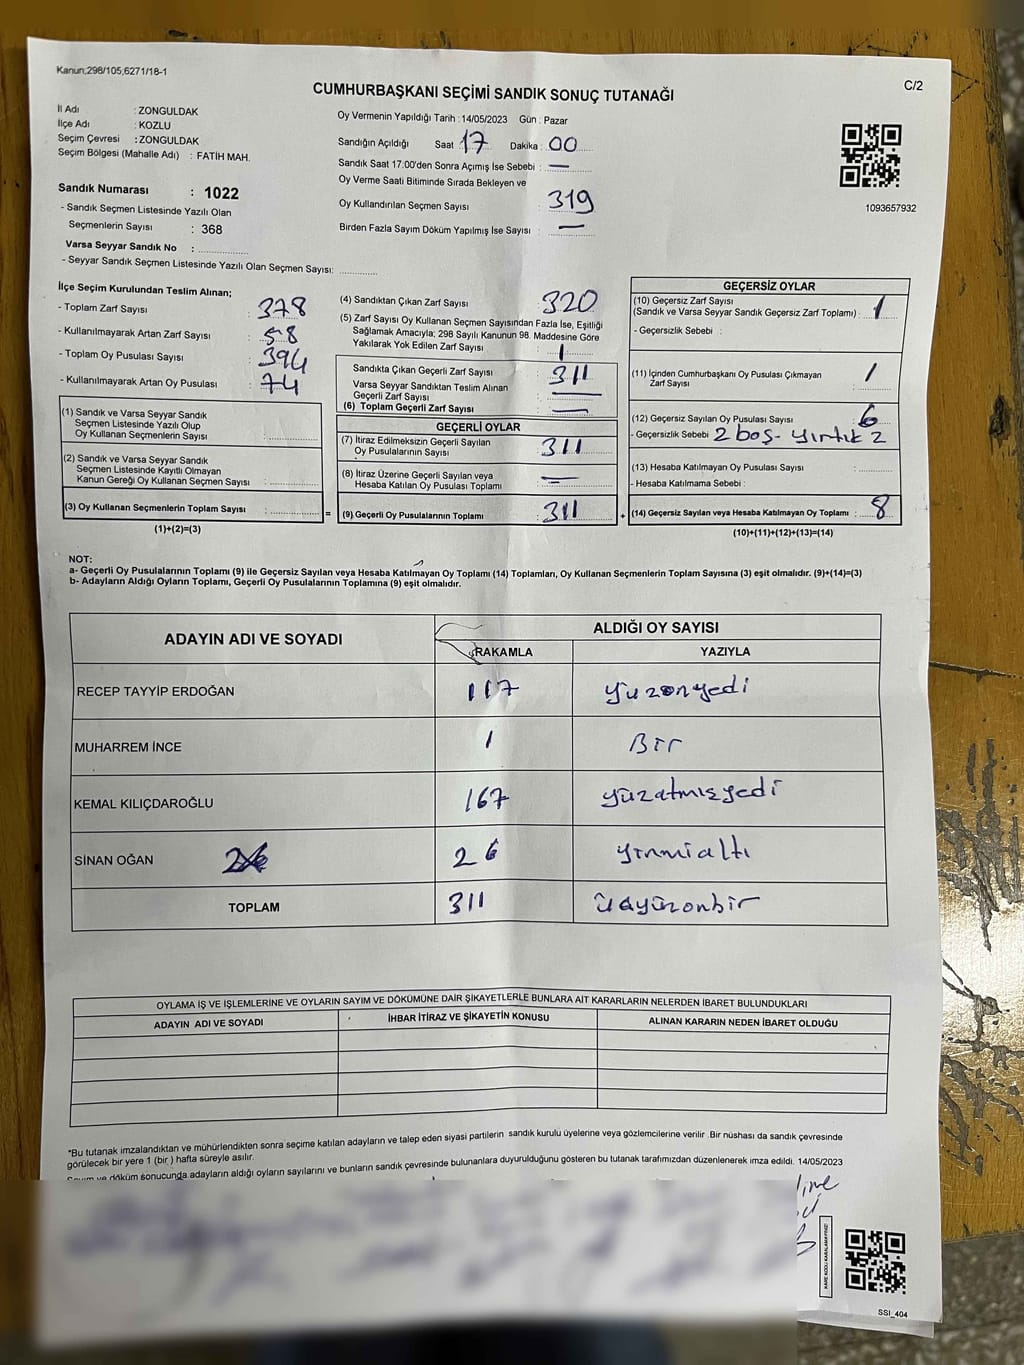 Kanun;298/105;6271/18-1
C/2
CUMHURBAŞKANI SEÇİMİ SANDIK SONUÇ TUTANAĞI
İl Adı : ZONGULDAK
İlçe Adı : KOZLU
Seçim Çevresi : ZONGULDAK
Seçim Bölgesi (Mahalle Adı) : FATİH MAH.
Sandık Numarası : 1022
- Sandık Seçmen Listesinde Yazılı Olan
Seçmenlerin Sayısı : 368
Varsa Seyyar Sandık No :
- Seyyar Sandık Seçmen Listesinde Yazılı Olan Seçmen Sayısı:
Oy Vermenin Yapıldığı Tarih : 14/05/2023 Gün : Pazar
Sandığın Açıldığı Saat 17 Dakika : 00
Sandık Saat 17:00'den Sonra Açımış İse Sebebi : —
Oy Verme Saati Bitiminde Sırada Bekleyen ve
Oy Kullandırılan Seçmen Sayısı : 319
Birden Fazla Sayım Döküm Yapılmış İse Sayısı : —
1093657932
İlçe Seçim Kurulundan Teslim Alınan;
- Toplam Zarf Sayısı : 378
- Kullanılmayarak Artan Zarf Sayısı : 58
- Toplam Oy Pusulası Sayısı : 394
- Kullanılmayarak Artan Oy Pusulası : 74
(1) Sandık ve Varsa Seyyar Sandık
Seçmen Listesinde Yazılı Olup
Oy Kullanan Seçmenlerin Sayısı :
(2) Sandık ve Varsa Seyyar Sandık
Seçmen Listesinde Kayıtlı Olmayan
Kanun Gereği Oy Kullanan Seçmen Sayısı :
(3) Oy Kullanan Seçmenlerin Toplam Sayısı : =
(1)+(2)=(3)
(4) Sandıktan Çıkan Zarf Sayısı : 320
(5) Zarf Sayısı Oy Kullanan Seçmen Sayısından Fazla İse, Eşitliği
Sağlamak Amacıyla; 298 Sayılı Kanunun 98. Maddesine Göre
Yakılarak Yok Edilen Zarf Sayısı : 1
Sandıkta Çıkan Geçerli Zarf Sayısı : 311
Varsa Seyyar Sandıktan Teslim Alınan
Geçerli Zarf Sayısı : —
(6) Toplam Geçerli Zarf Sayısı : —
GEÇERLİ OYLAR
(7) İtiraz Edilmeksizin Geçerli Sayılan
Oy Pusulalarının Sayısı : 311
(8) İtiraz Üzerine Geçerli Sayılan veya
Hesaba Katılan Oy Pusulası Toplamı : —
(9) Geçerli Oy Pusulalarının Toplamı : 311 +
GEÇERSİZ OYLAR
(10) Geçersiz Zarf Sayısı
(Sandık ve Varsa Seyyar Sandık Geçersiz Zarf Toplamı) : 1
- Geçersizlik Sebebi :
(11) İçinden Cumhurbaşkanı Oy Pusulası Çıkmayan
Zarf Sayısı : 1
(12) Geçersiz Sayılan Oy Pusulası Sayısı : 6
- Geçersizlik Sebebi : 2 boş - yırtık 2
(13) Hesaba Katılmayan Oy Pusulası Sayısı :
- Hesaba Katılmama Sebebi :
(14) Geçersiz Sayılan veya Hesaba Katılmayan Oy Toplamı : 8
(10)+(11)+(12)+(13)=(14)
NOT:
a- Geçerli Oy Pusulalarının Toplamı (9) ile Geçersiz Sayılan veya Hesaba Katılmayan Oy Toplamı (14) Toplamları, Oy Kullanan Seçmenlerin Toplam Sayısına (3) eşit olmalıdır. (9)+(14)=(3)
b- Adayların Aldığı Oyların Toplamı, Geçerli Oy Pusulalarının Toplamına (9) eşit olmalıdır.
ADAYIN ADI VE SOYADI ALDIĞI OY SAYISI
RAKAMLA YAZIYLA
RECEP TAYYİP ERDOĞAN 117 yüzonyedi
MUHARREM İNCE 1 Bir
KEMAL KILIÇDAROĞLU 167 yüzatmışyedi
SİNAN OĞAN 26 26 yirmialtı
TOPLAM 311 üçyüzonbir
OYLAMA İŞ VE İŞLEMLERİNE VE OYLARIN SAYIM VE DÖKÜMÜNE DAİR ŞİKAYETLERLE BUNLARA AİT KARARLARIN NELERDEN İBARET BULUNDUKLARI
ADAYIN ADI VE SOYADI İHBAR İTİRAZ VE ŞİKAYETİN KONUSU ALINAN KARARIN NEDEN İBARET OLDUĞU
*Bu tutanak imzalandıktan ve mühürlendikten sonra seçime katılan adayların ve talep eden siyasi partilerin sandık kurulu üyelerine veya gözlemcilerine verilir .Bir nüshası da sandık çevresinde
görülecek bir yere 1 (bir ) hafta süreyle asılır.
Sayım ve döküm sonucunda adayların aldığı oyların sayılarını ve bunların sandık çevresinde bulunanlara duyurulduğunu gösteren bu tutanak tarafımızdan düzenlenerek imza edildi. 14/05/2023
KARE KODU KARALAMAYINIZ!
SSI_404